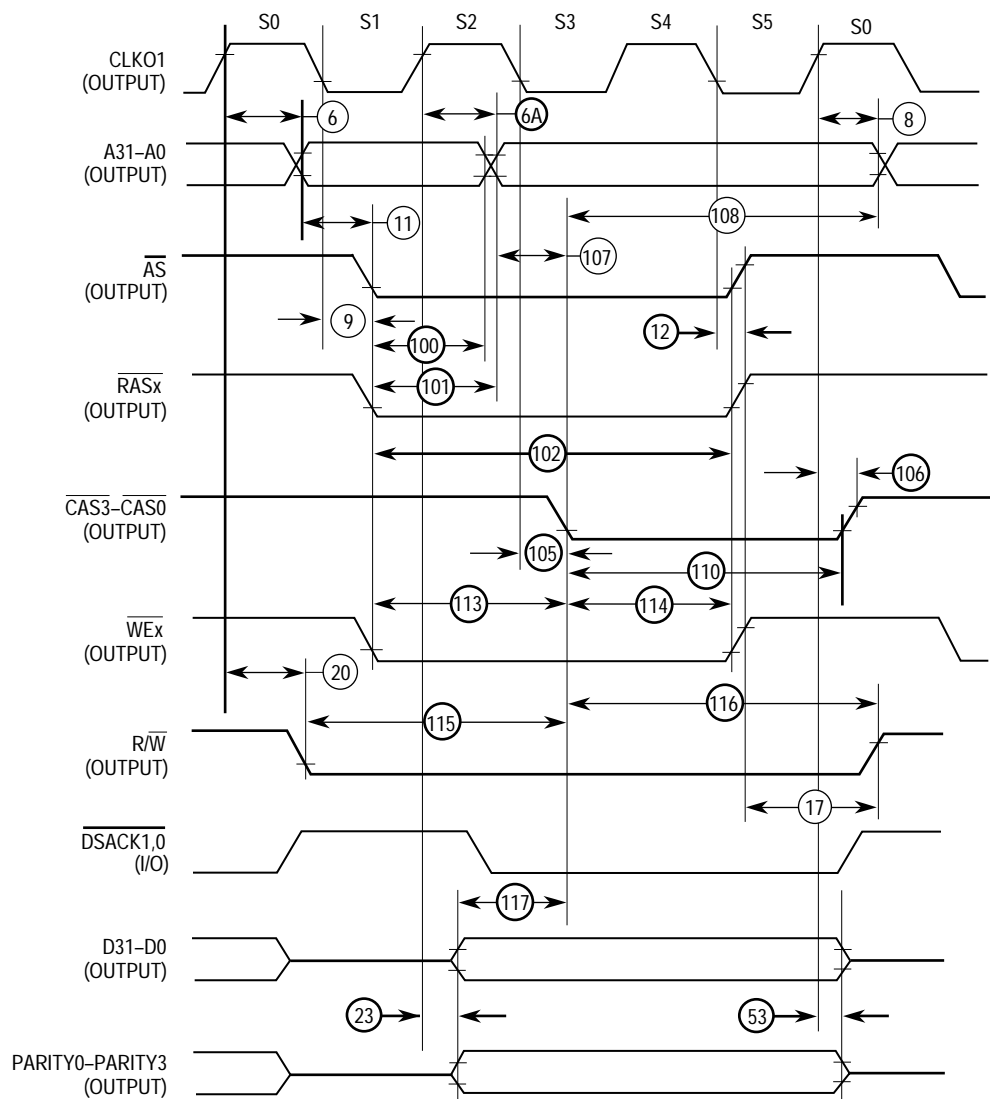 S0 S1 S2 S3 S4 S5 S0
CLKO1
(OUTPUT)
6 6A 8
A31–A0
(OUTPUT)
11 108
107
AS
(OUTPUT)
9 12
100
101
RASx
(OUTPUT)
102
106
CAS3–CAS0
(OUTPUT)
105
110
113 114
WEx
(OUTPUT)
20
116
115
R/W
(OUTPUT)
17
DSACK1,0
(I/O)
117
D31–D0
(OUTPUT)
23 53
PARITY0–PARITY3
(OUTPUT)